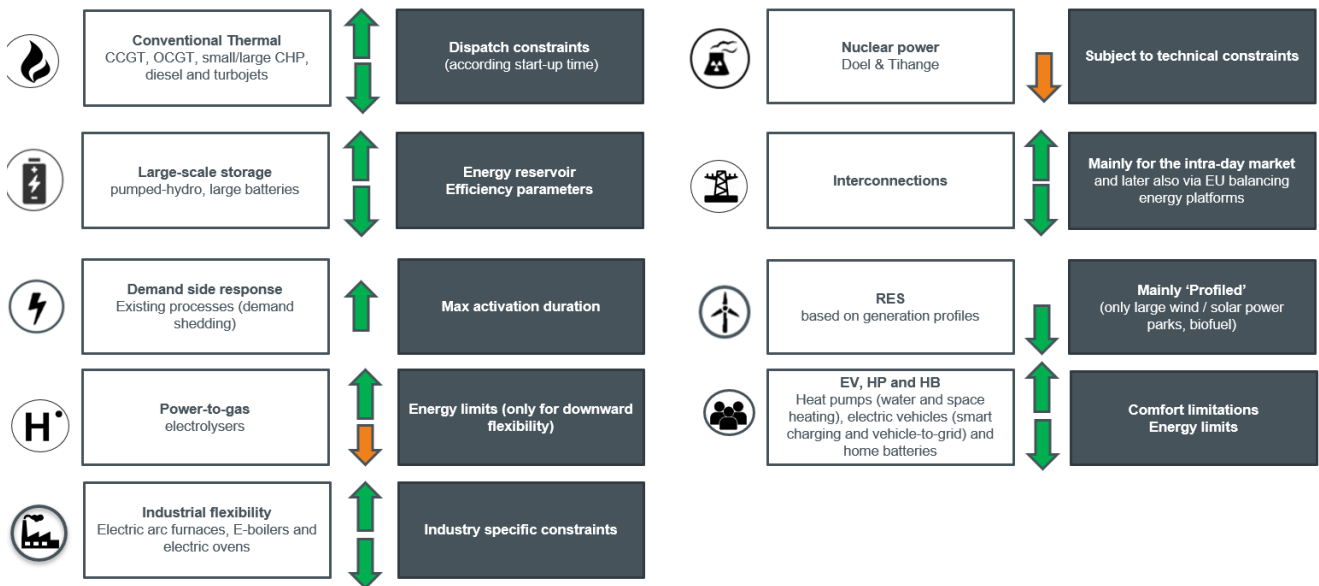 Conventional Thermal
CCGT, OCGT, small/large CHP,
diesel and turbojets
Dispatch constraints
(according start-up time)
Large-scale storage
pumped-hydro, large batteries
Energy reservoir
Efficiency parameters
Demand side response
Existing processes (demand
shedding)
Max activation duration
H
Power-to-gas
electrolysers
Energy limits (only for downward
flexibility)
Industrial flexibility
Electric arc furnaces, E-boilers and
electric ovens
Industry specific constraints
Nuclear power
Doel & Tihange
Subject to technical constraints
Interconnections
Mainly for the intra-day market
and later also via EU balancing
energy platforms
RES
based on generation profiles
Mainly ‘Profiled’
(only large wind / solar power
parks, biofuel)
EV, HP and HB
Heat pumps (water and space
heating), electric vehicles (smart
charging and vehicle-to-grid) and
home batteries
Comfort limitations
Energy limits